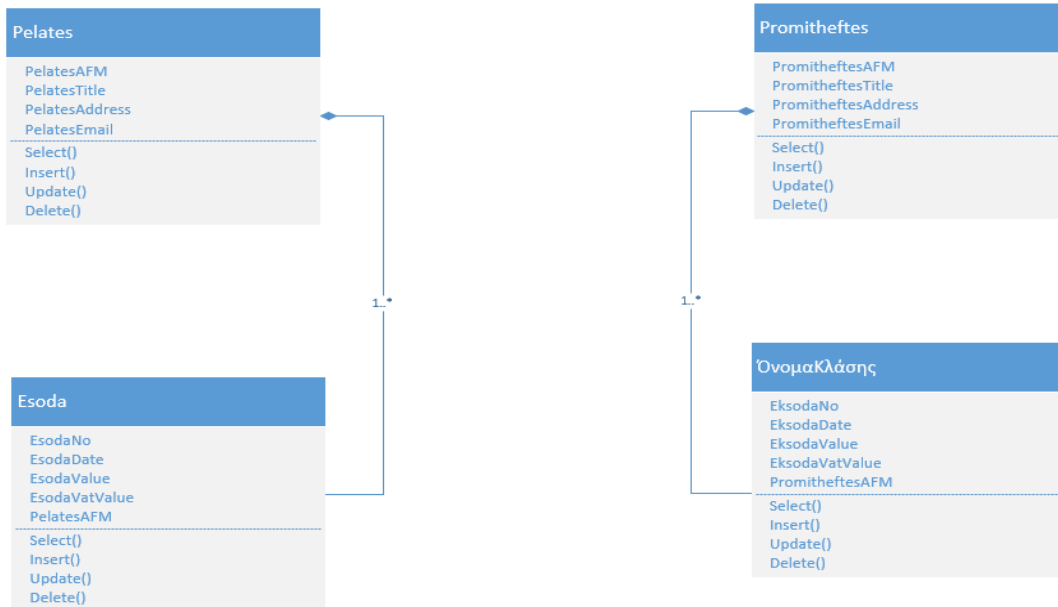 Pelates
PelatesAFM
PelatesTitle
PelatesAddress
PelatesEmail
Select()
Insert()
Update()
Delete()
Promitheftes
PromitheftesAFM
PromitheftesTitle
PromitheftesAddress
PromitheftesEmail
Select()
Insert()
Update()
Delete()
1..*
1..*
Esoda
EsodaNo
EsodaDate
EsodaValue
EsodaVatValue
PelatesAFM
Select()
Insert()
Update()
Delete()
ΌνομαΚλάσης
EksodaNo
EksodaDate
EksodaValue
EksodaVatValue
PromitheftesAFM
Select()
Insert()
Update()
Delete()